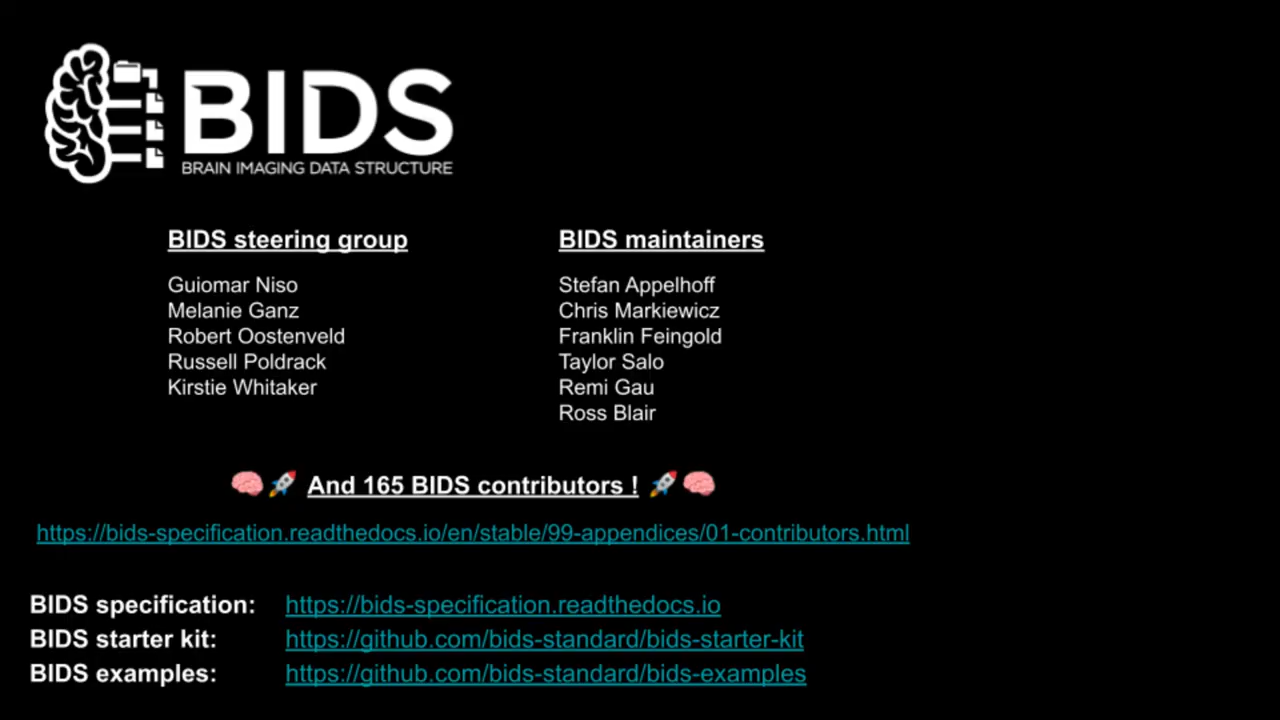 BIDS
BRAIN IMAGING DATA STRUCTURE
BIDS steering group
Guiomar Niso
Melanie Ganz
Robert Oostenveld
Russell Poldrack
Kirstie Whitaker
BIDS maintainers
Stefan Appelhoff
Chris Markiewicz
Franklin Feingold
Taylor Salo
Remi Gau
Ross Blair
🧠🚀 And 165 BIDS contributors ! 🚀🧠
https://bids-specification.readthedocs.io/en/stable/99-appendices/01-contributors.html
BIDS specification: https://bids-specification.readthedocs.io
BIDS starter kit: https://github.com/bids-standard/bids-starter-kit
BIDS examples: https://github.com/bids-standard/bids-examples